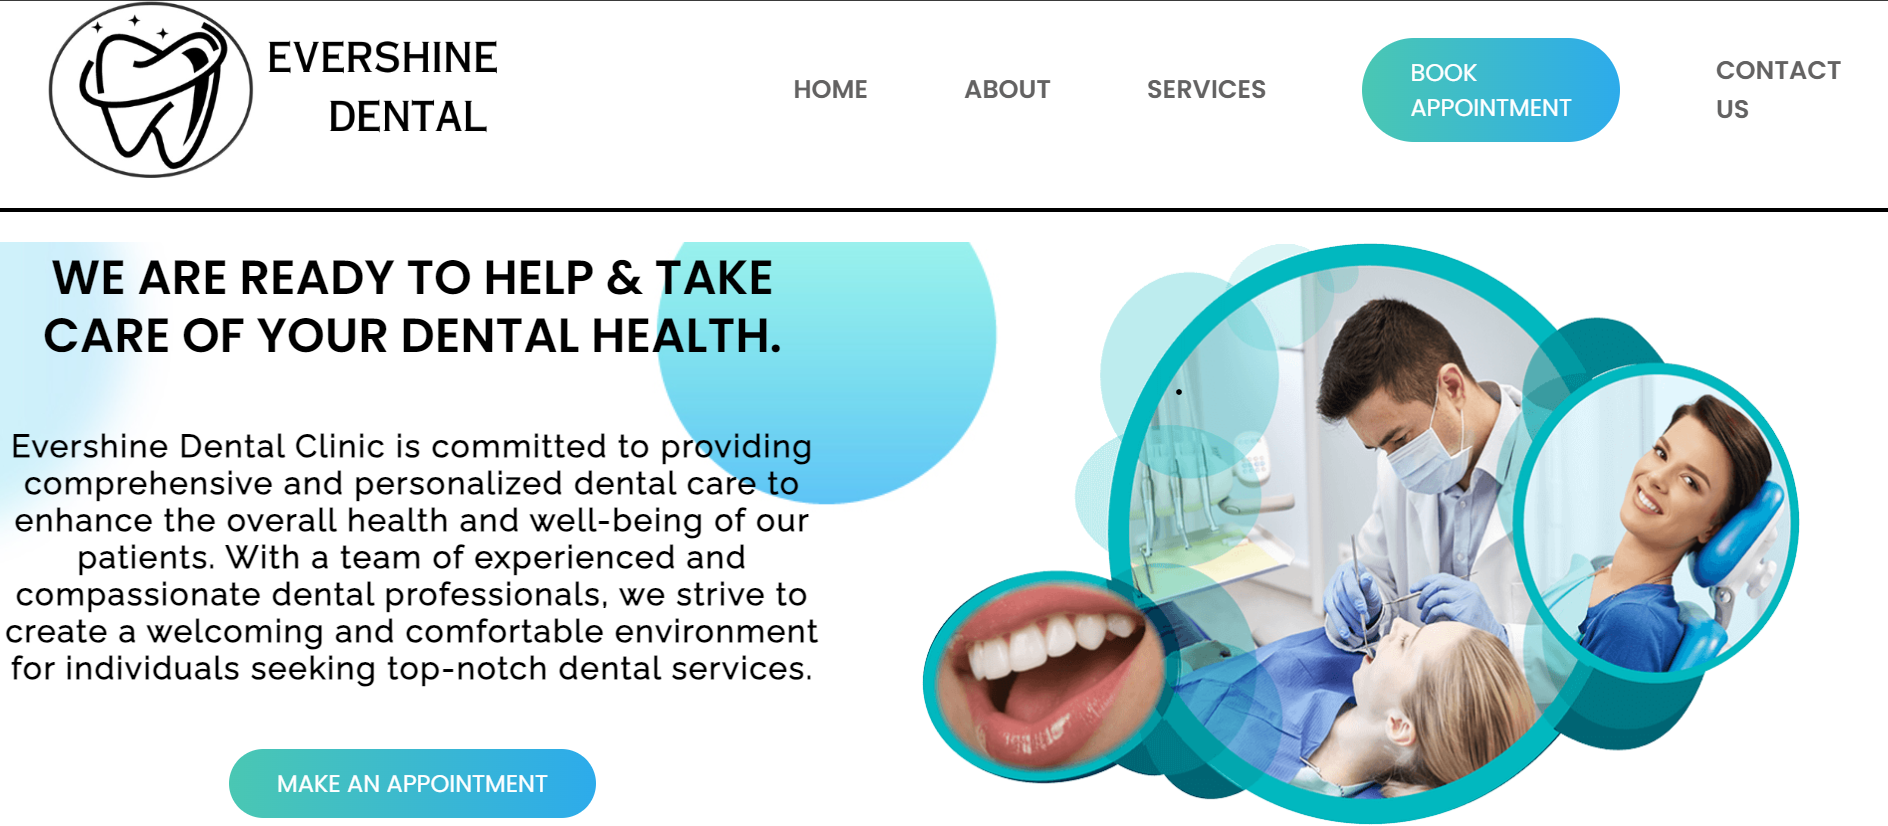 EVERSHINE
DENTAL
HOME
ABOUT
SERVICES
BOOK
APPOINTMENT
CONTACT
US
WE ARE READY TO HELP & TAKE
CARE OF YOUR DENTAL HEALTH.
Evershine Dental Clinic is committed to providing
comprehensive and personalized dental care to
enhance the overall health and well-being of our
patients. With a team of experienced and
compassionate dental professionals, we strive to
create a welcoming and comfortable environment
for individuals seeking top-notch dental services.
MAKE AN APPOINTMENT